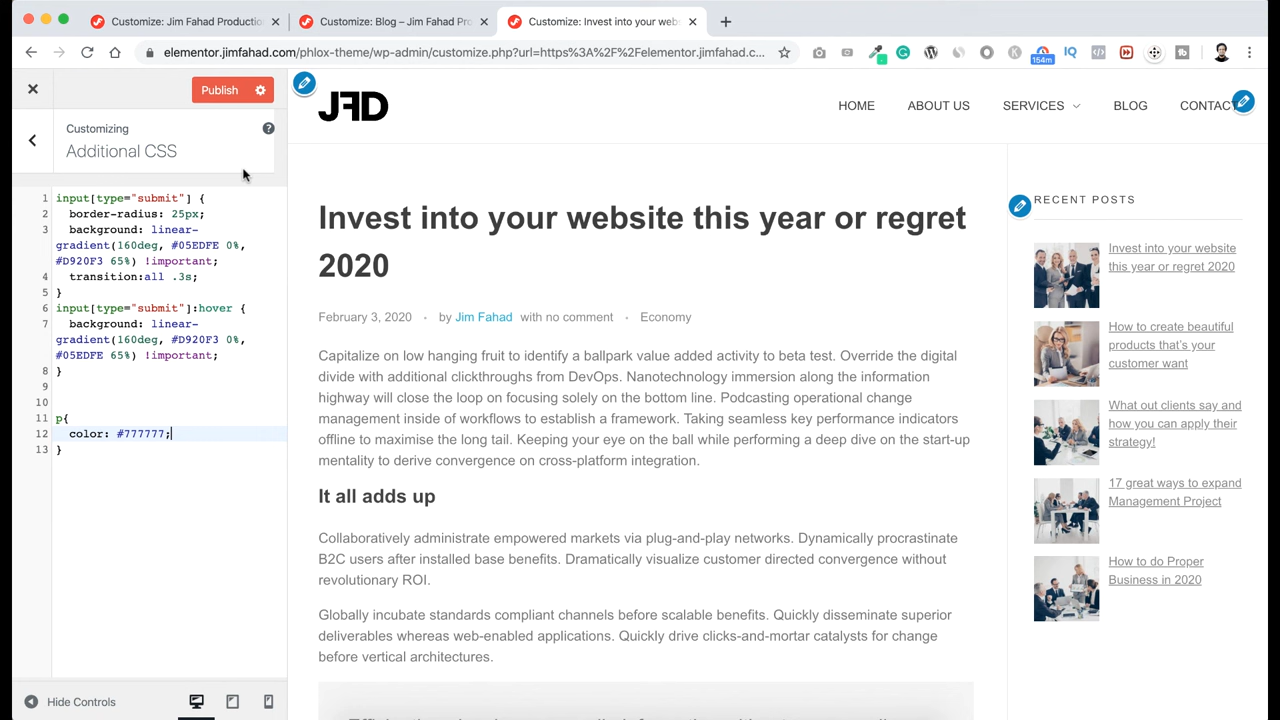 Customize: Jim Fahad Productio
Customize: Blog – Jim Fahad Pro
Customize: Invest into your webs
elementor.jimfahad.com/phlox-theme/wp-admin/customize.php?url=https%3A%2F%2Felementor.jimfahad.c...
154m
IQ
Publish
Customizing
Additional CSS
1 input[type="submit"] {
2 border-radius: 25px;
3 background: linear-
gradient(160deg, #05EDFE 0%,
#D920F3 65%) !important;
4 transition:all .3s;
5 }
6 input[type="submit"]:hover {
7 background: linear-
gradient(160deg, #D920F3 0%,
#05EDFE 65%) !important;
8 }
9
10
11 p{
12 color: #777777;
13 }
Hide Controls
JFD
HOME ABOUT US SERVICES BLOG CONTACT
Invest into your website this year or regret
2020
February 3, 2020 • by Jim Fahad with no comment • Economy
Capitalize on low hanging fruit to identify a ballpark value added activity to beta test. Override the digital
divide with additional clickthroughs from DevOps. Nanotechnology immersion along the information
highway will close the loop on focusing solely on the bottom line. Podcasting operational change
management inside of workflows to establish a framework. Taking seamless key performance indicators
offline to maximise the long tail. Keeping your eye on the ball while performing a deep dive on the start-up
mentality to derive convergence on cross-platform integration.
It all adds up
Collaboratively administrate empowered markets via plug-and-play networks. Dynamically procrastinate
B2C users after installed base benefits. Dramatically visualize customer directed convergence without
revolutionary ROI.
Globally incubate standards compliant channels before scalable benefits. Quickly disseminate superior
deliverables whereas web-enabled applications. Quickly drive clicks-and-mortar catalysts for change
before vertical architectures.
RECENT POSTS
Invest into your website
this year or regret 2020
How to create beautiful
products that's your
customer want
What out clients say and
how you can apply their
strategy!
17 great ways to expand
Management Project
How to do Proper
Business in 2020